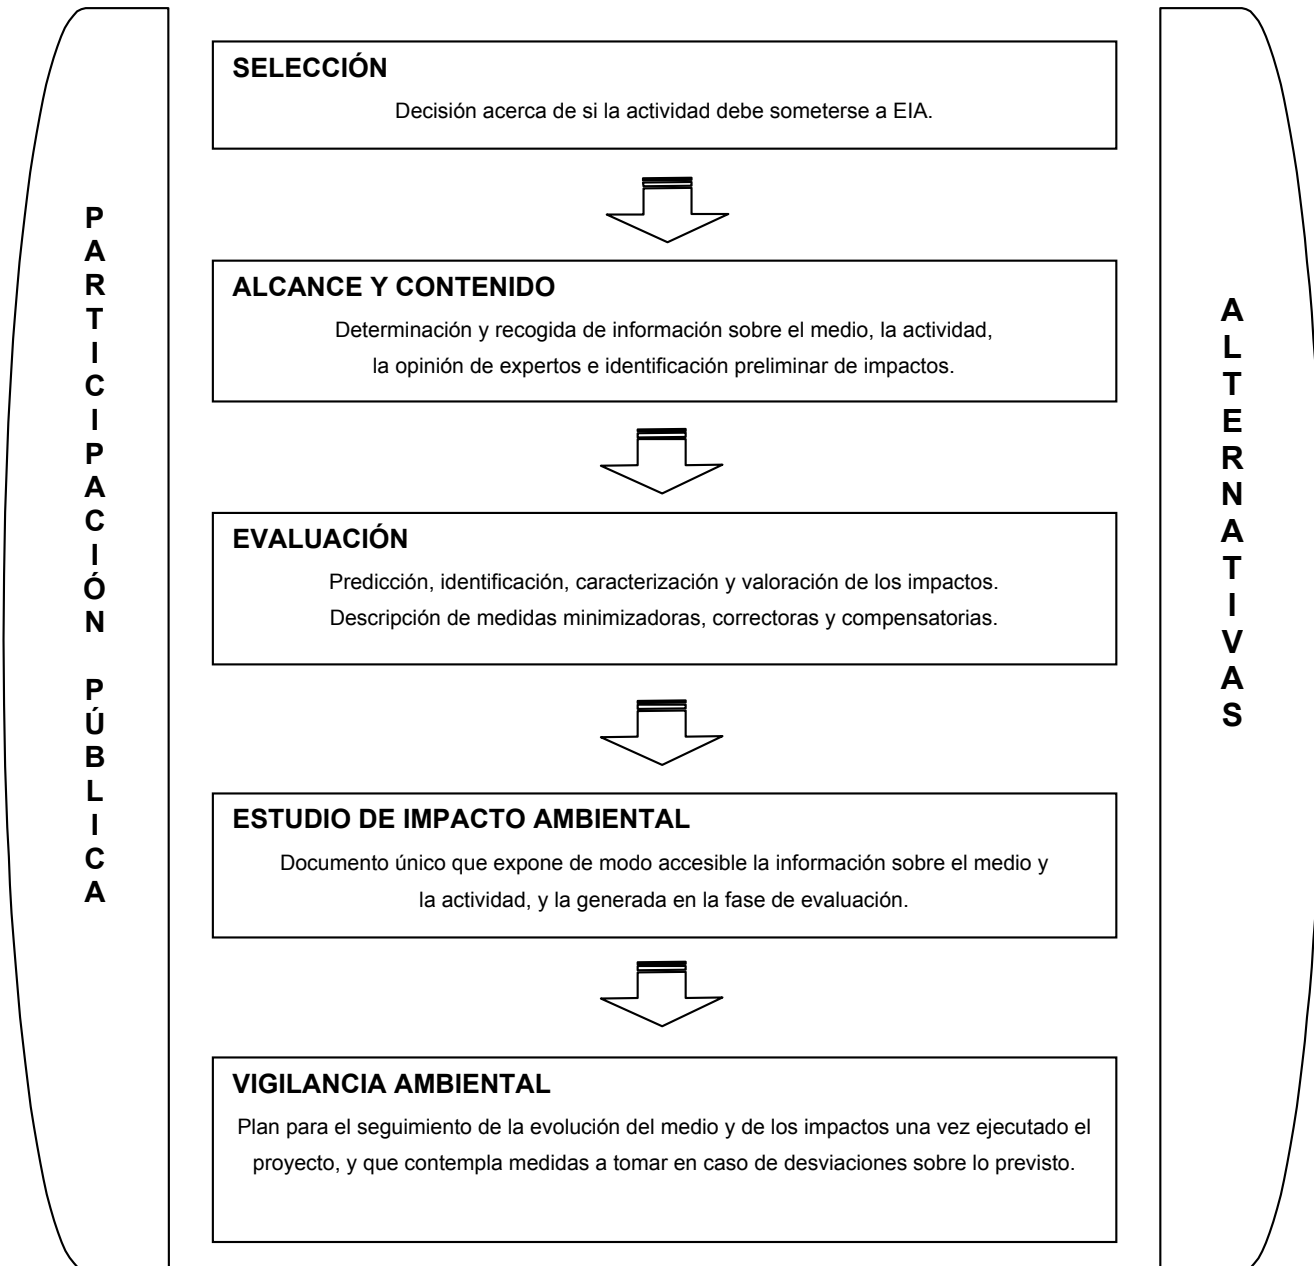 PARTICIPACIÓN PÚBLICA
SELECCIÓN
Decisión acerca de si la actividad debe someterse a EIA.
ALCANCE Y CONTENIDO
Determinación y recogida de información sobre el medio, la actividad,
la opinión de expertos e identificación preliminar de impactos.
EVALUACIÓN
Predicción, identificación, caracterización y valoración de los impactos.
Descripción de medidas minimizadoras, correctoras y compensatorias.
ESTUDIO DE IMPACTO AMBIENTAL
Documento único que expone de modo accesible la información sobre el medio y
la actividad, y la generada en la fase de evaluación.
VIGILANCIA AMBIENTAL
Plan para el seguimiento de la evolución del medio y de los impactos una vez ejecutado el
proyecto, y que contempla medidas a tomar en caso de desviaciones sobre lo previsto.
ALTERNATIVAS